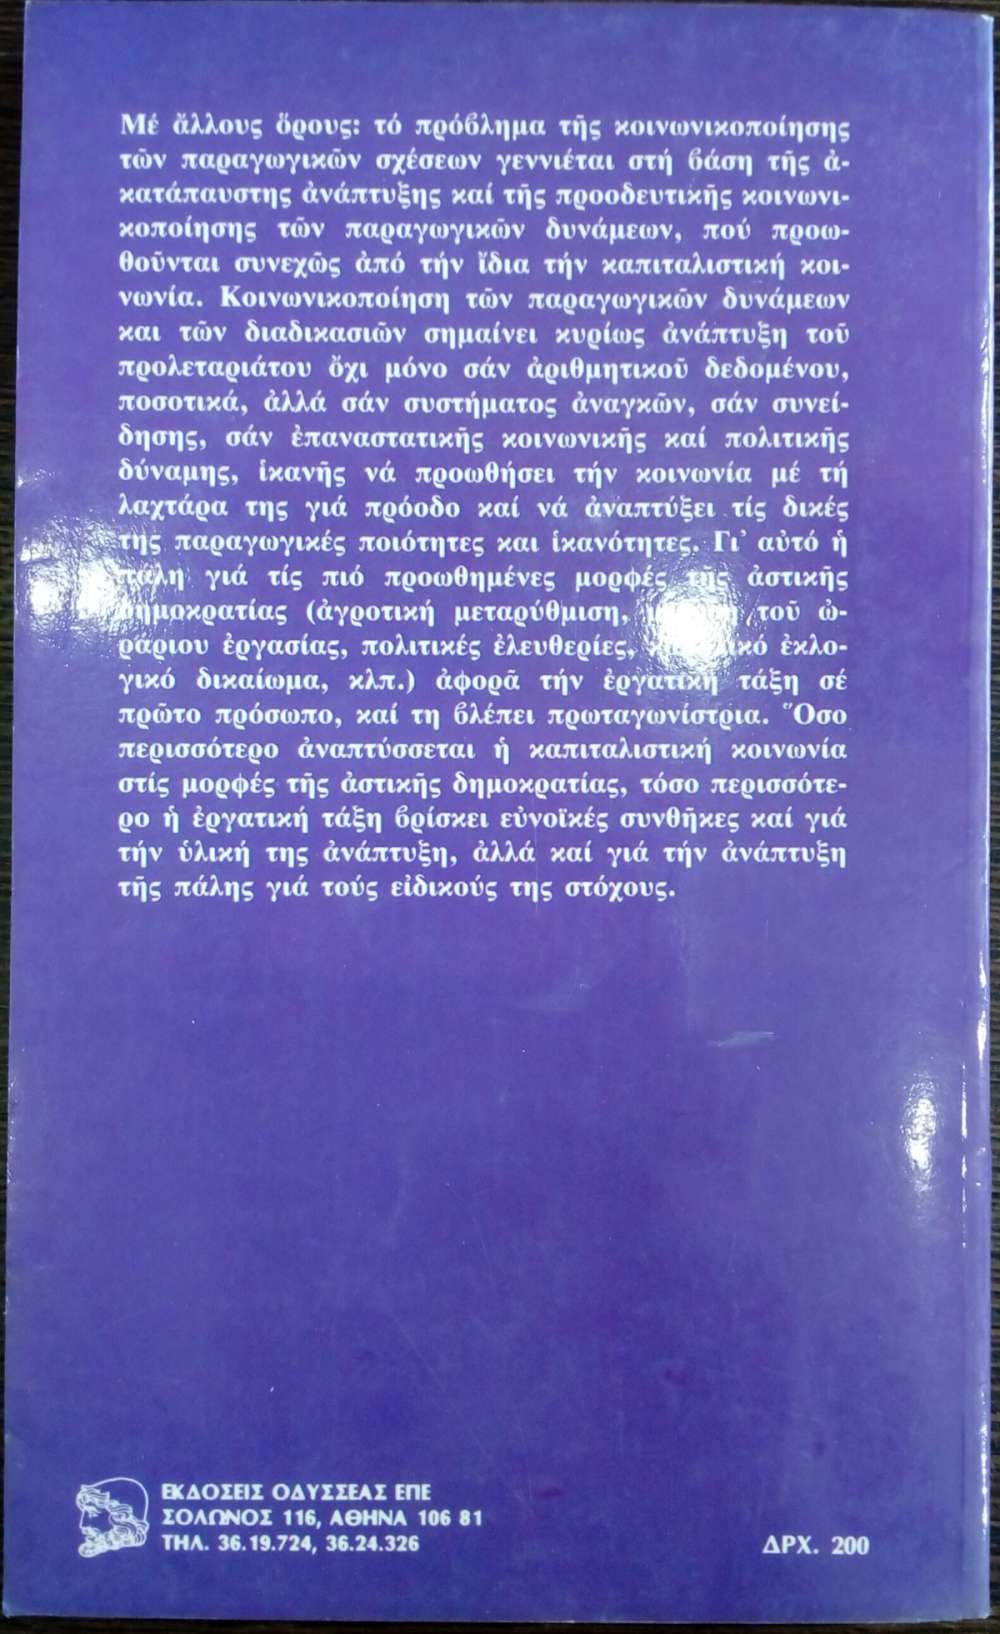 Μέ ἄλλους ὅρους: τό πρόβλημα τῆς κοινωνικοποίησης
τῶν παραγωγικῶν σχέσεων γεννιέται στή βάση τῆς ἀ-
κατάπαυστης ἀνάπτυξης καί τῆς προοδευτικῆς κοινωνι-
κοποίησης τῶν παραγωγικῶν δυνάμεων, πού προω-
θοῦνται συνεχῶς ἀπό τήν ἴδια τήν καπιταλιστική κοι-
νωνία. Κοινωνικοποίηση τῶν παραγωγικῶν δυνάμεων
και τῶν διαδικασιῶν σημαίνει κυρίως ἀνάπτυξη τοῦ
προλεταριάτου ὄχι μόνο σάν ἀριθμητικοῦ δεδομένου,
ποσοτικά, ἀλλά σάν συστήματος ἀναγκῶν, σάν συνεί-
δησης, σάν ἐπαναστατικῆς κοινωνικῆς καί πολιτικῆς
δύναμης, ἱκανῆς νά προωθήσει τήν κοινωνία μέ τή
λαχτάρα της γιά πρόοδο καί νά ἀναπτύξει τίς δικές
της παραγωγικές ποιότητες και ἱκανότητες. Γι' αὐτό ἡ
πάλη γιά τίς πιό προωθημένες μορφές τῆς ἀστικῆς
δημοκρατίας (ἀγροτική μεταρύθμιση, τοῦ ὡ-
ραριου ἐργασίας, πολιτικές ἐλευθερίες, ἐκλο-
γικό δικαίωμα, κλπ.) ἀφορᾶ τήν ἐργατική τάξη σέ
πρῶτο πρόσωπο, καί τη βλέπει πρωταγωνίστρια. Ὅσο
περισσότερο ἀναπτύσσεται ἡ καπιταλιστική κοινωνία
στίς μορφές τῆς ἀστικῆς δημοκρατίας, τόσο περισσότε-
ρο ἡ ἐργατική τάξη βρίσκει εὐνοϊκές συνθῆκες καί γιά
τήν ὑλική της ἀνάπτυξη, ἀλλά καί γιά τήν ἀνάπτυξη
τῆς πάλης γιά τούς εἰδικούς της στόχους.
ΕΚΔΟΣΕΙΣ ΟΔΥΣΣΕΑΣ ΕΠΕ
ΣΟΛΩΝΟΣ 116, ΑΘΗΝΑ 106 81
ΤΗΛ. 36.19.724, 36.24.326
ΔΡΧ. 200